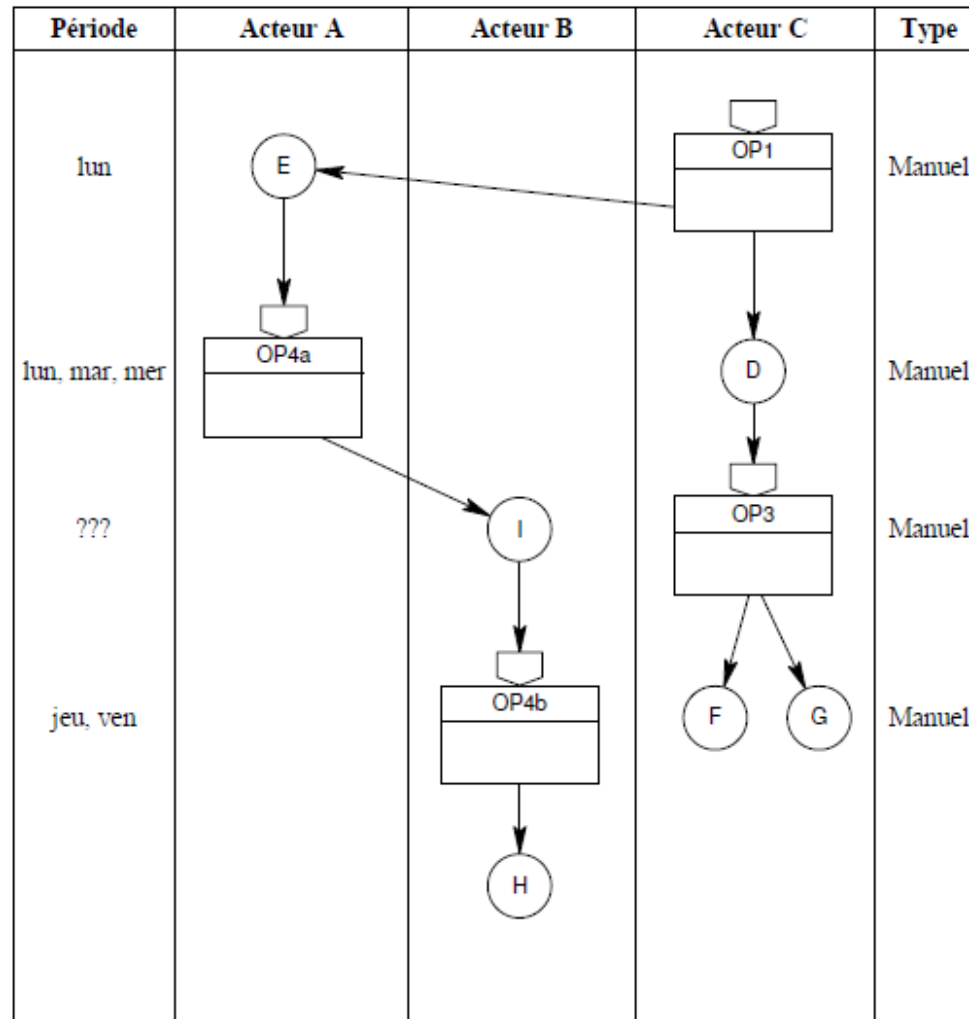 Période Acteur A Acteur B Acteur C Type
OP1
lun E Manuel
OP4a
lun, mar, mer D Manuel
OP3
??? I Manuel
OP4b
jeu, ven F G Manuel
H